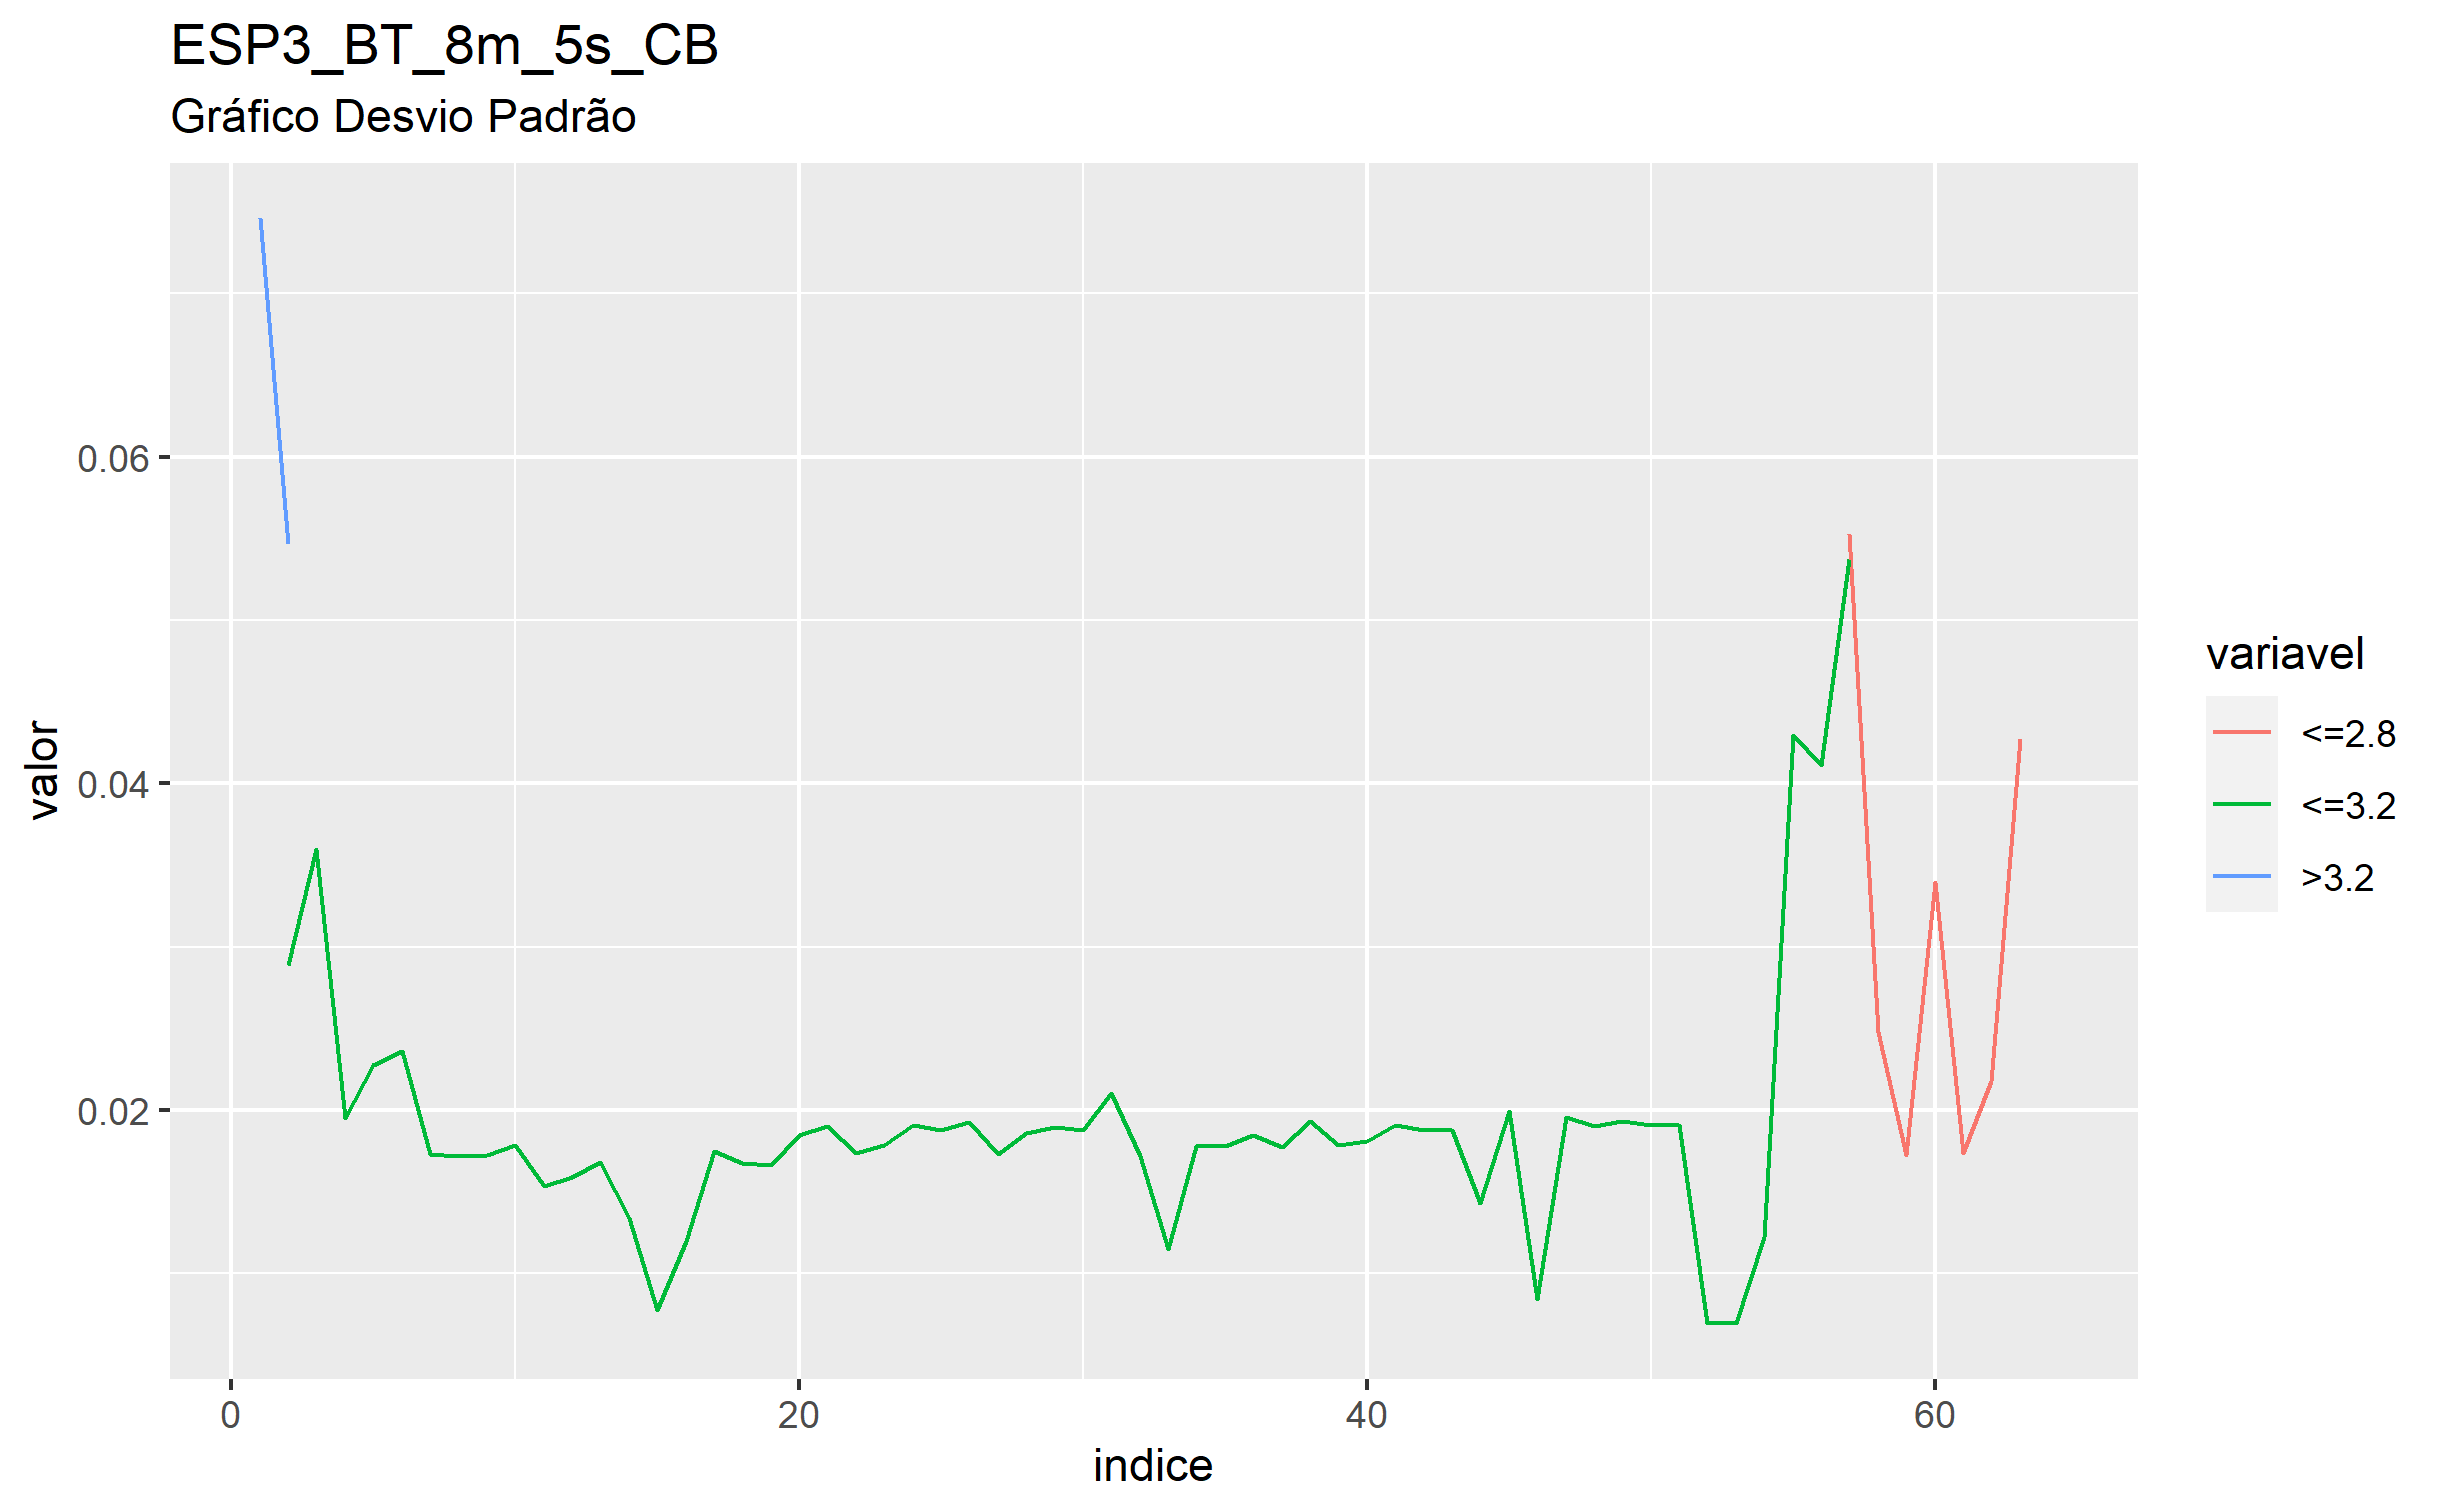 ESP3_BT_8m_5s_CB
Gráfico Desvio Padrão
valor
0.06
0.04
0.02
0
20
40
60
indice
variavel
<=2.8
<=3.2
>3.2